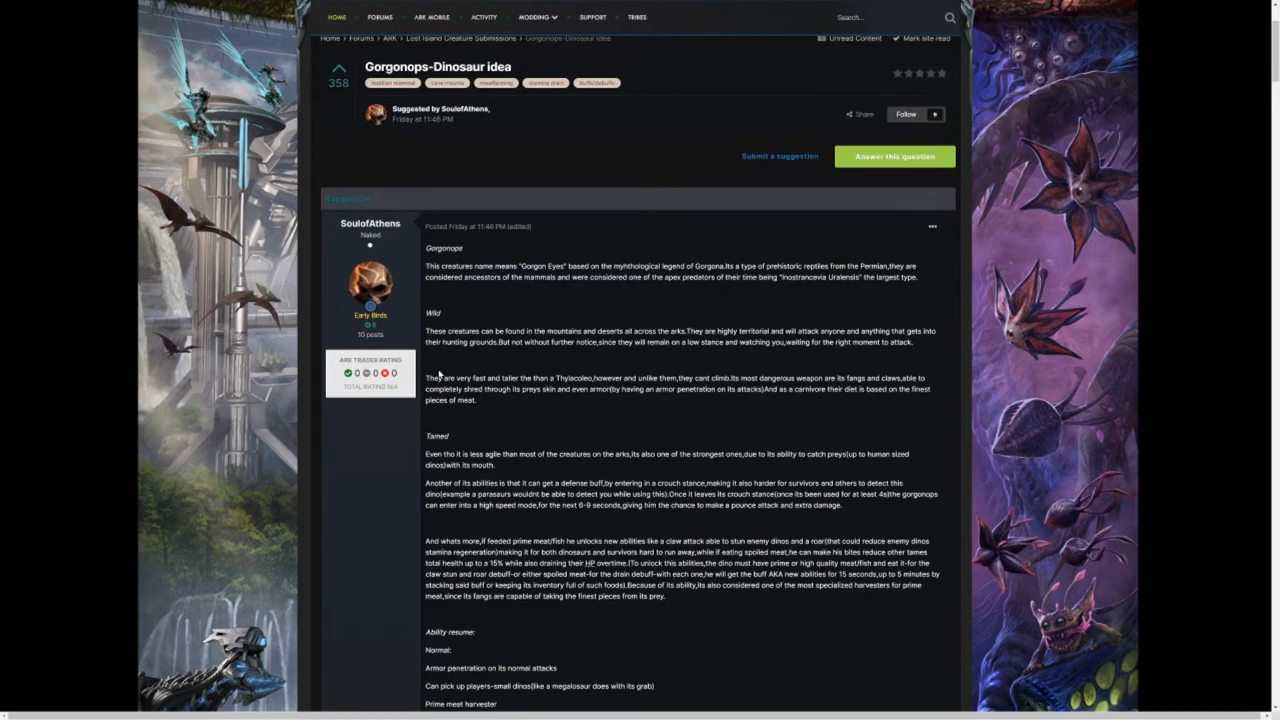 HOME FORUMS ARK MOBILE ACTIVITY MODDING SUPPORT TRIBES Search...
Home > Forums > ARK > Lost Island Creature Submissions > Gorgonops-Dinosaur idea Unread Content Mark site read
Gorgonops-Dinosaur idea
358
reptilian mammal cave mounts meat farming stamina drain buffs/debuffs
Suggested by SoulofAthens,
Friday at 11:46 PM
Share Follow 9
Submit a suggestion Answer this question
Suggestion
SoulofAthens
Naked
Early Birds
6
10 posts
ARK TRADER RATING
0 0 0
TOTAL RATING N/A
Posted Friday at 11:46 PM (edited)
Gorgonops
This creatures name means "Gorgon Eyes" based on the myhthological legend of Gorgona.Its a type of prehistoric reptiles from the Permian,they are
considered ancestors of the mammals and were considered one of the apex predators of their time being "Inostrancevia Uralensis" the largest type.
Wild
These creatures can be found in the mountains and deserts all across the arks.They are highly territorial and will attack anyone and anything that gets into
their hunting grounds.But not without further notice,since they will remain on a low stance and watching you,waiting for the right moment to attack.
They are very fast and taller the than a Thylacoleo,however and unlike them,they cant climb.Its most dangerous weapon are its fangs and claws,able to
completely shred through its preys skin and even armor(by having an armor penetration on its attacks)And as a carnivore their diet is based on the finest
pieces of meat.
Tamed
Even tho it is less agile than most of the creatures on the arks,its also one of the strongest ones,due to its ability to catch preys(up to human sized
dinos)with its mouth.
Another of its abilities is that it can get a defense buff,by entering in a crouch stance,making it also harder for survivors and others to detect this
dino(example a parasaurs wouldnt be able to detect you while using this).Once it leaves its crouch stance(once its been used for at least 4s)the gorgonops
can enter into a high speed mode,for the next 6-9 seconds,giving him the chance to make a pounce attack and extra damage.
And whats more,if feeded prime meat/fish he unlocks new abilities like a claw attack able to stun enemy dinos and a roar(that could reduce enemy dinos
stamina regeneration)making it for both dinosaurs and survivors hard to run away,while if eating spoiled meat,he can make his bites reduce other tames
total health up to a 15% while also draining their HP overtime.(To unlock this abilities,the dino must have prime or high quality meat/fish and eat it-for the
claw stun and roar debuff-or either spoiled meat-for the drain debuff-with each one,he will get the buff AKA new abilities for 15 seconds,up to 5 minutes by
stacking said buff or keeping its inventory full of such foods).Because of its ability,its also considered one of the most specialized harvesters for prime
meat,since its fangs are capable of taking the finest pieces from its prey.
Ability resume:
Normal:
Armor penetration on its normal attacks
Can pick up players-small dinos(like a megalosaur does with its grab)
Prime meat harvester